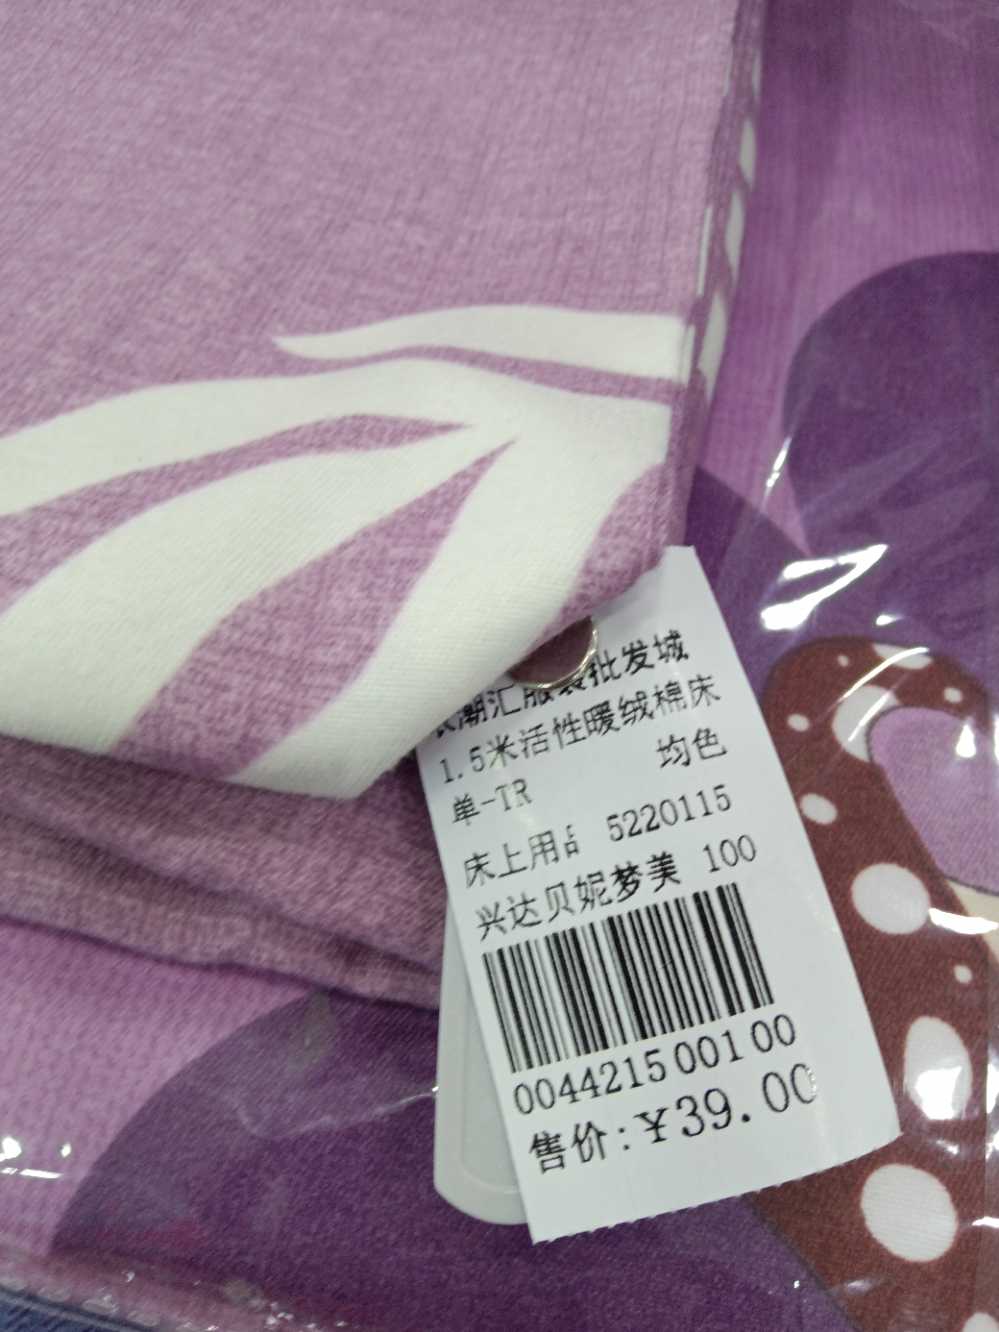 潮汇服装批发城
1.5米活性暖绒棉床
单-TR 均色
床上用品 5220115
兴达贝妮梦美 100
0044215 001 00
售价:¥39.00